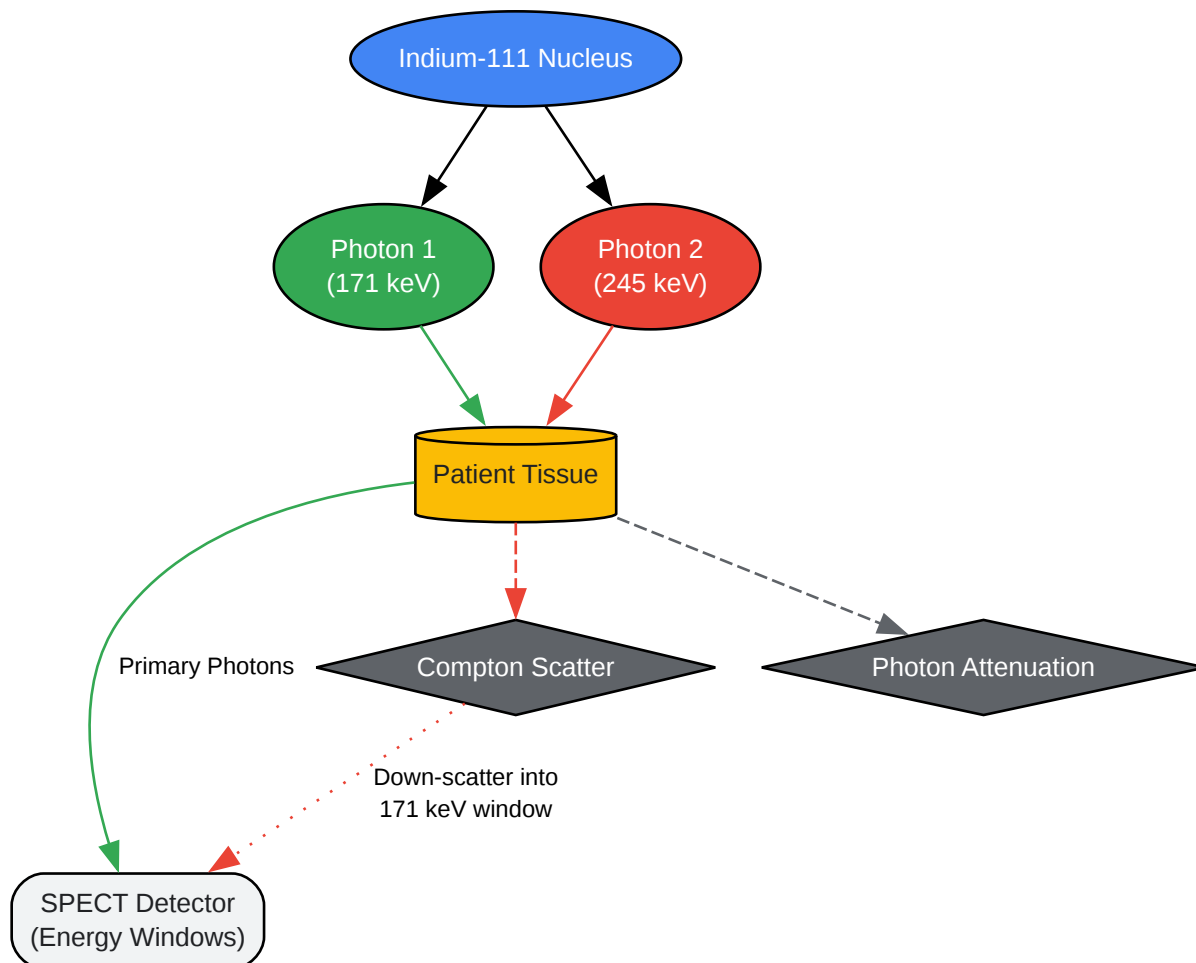 Indium-111 Nucleus
Photon 1
(171 keV)
Photon 2
(245 keV)
Patient Tissue
Primary Photons
Compton Scatter
Photon Attenuation
Down-scatter into
171 keV window
SPECT Detector
(Energy Windows)